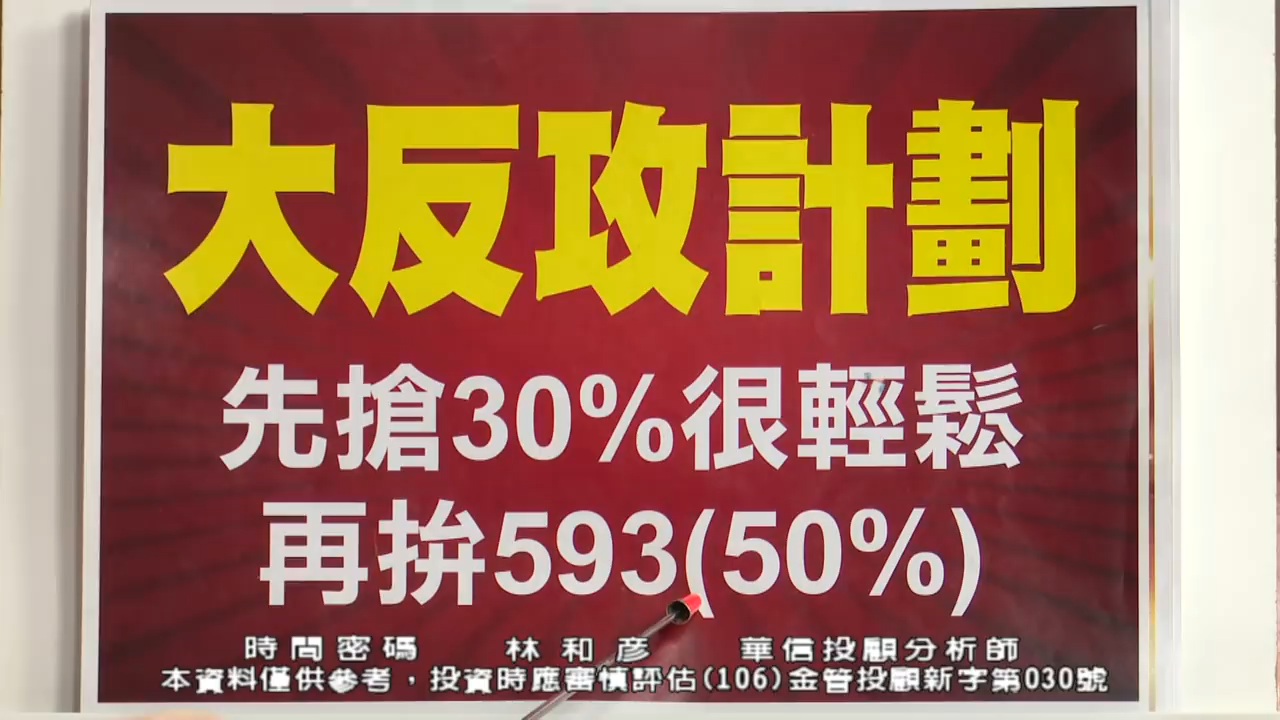 大反攻計劃
先搶30%很輕鬆
再拚593(50%)
時間密碼 林和彦 華信投顧分析師
本資料僅供參考，投資時應審慎評估(106)金管投顧新字第030號